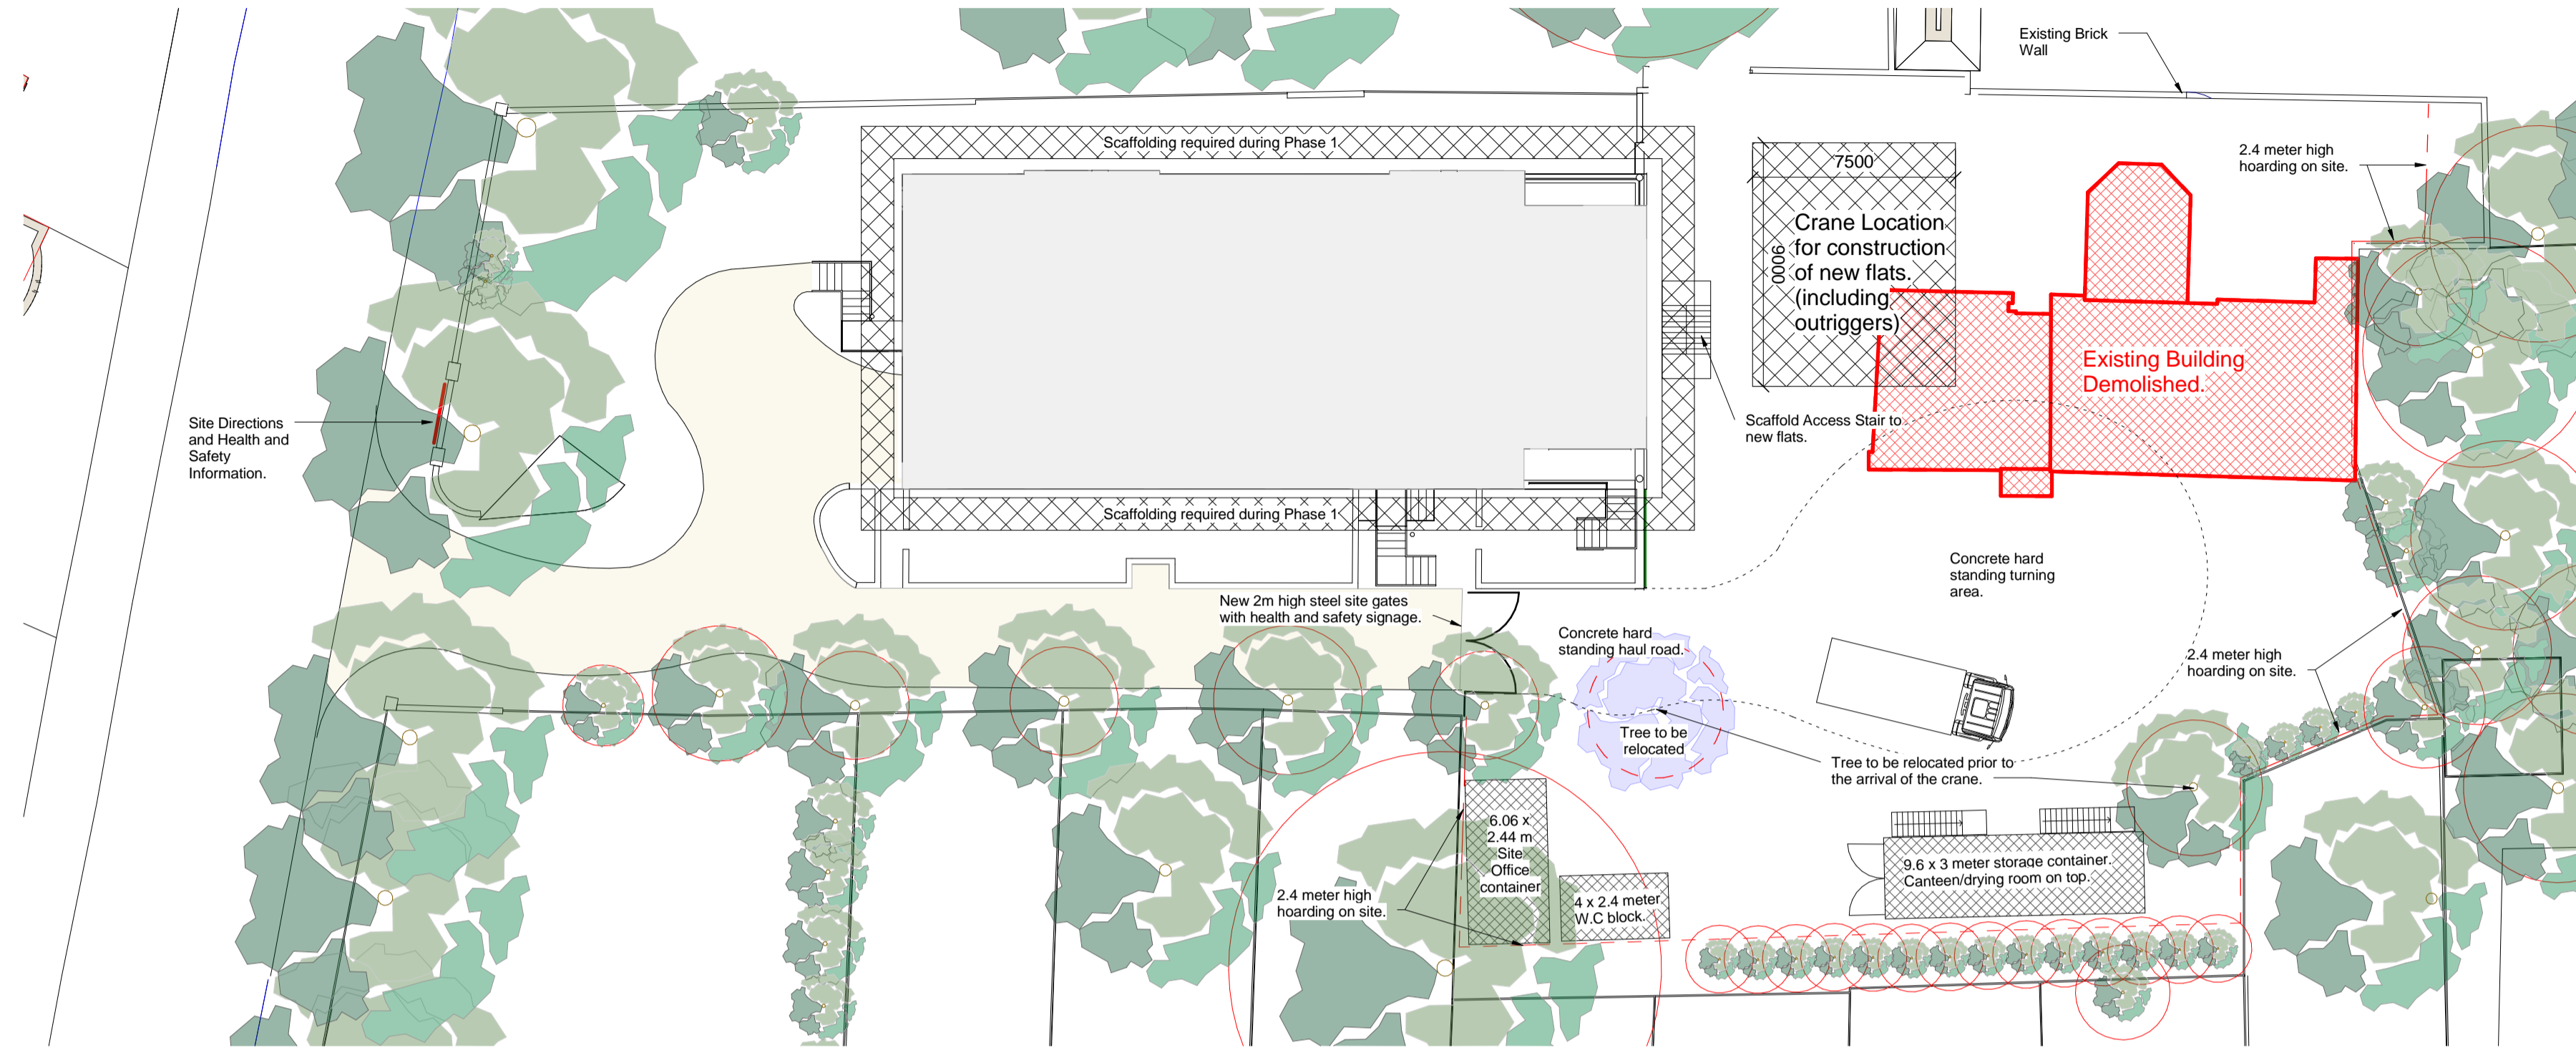 Existing Brick
Wall
Scaffolding required during Phase 1
2.4 meter high
hoarding on site.
7500
9000
Crane Location
for construction
of new flats.
(including
outriggers)
Existing Building
Demolished.
Site Directions
and Health and
Safety
Information.
Scaffold Access Stair to
new flats.
Scaffolding required during Phase 1
Concrete hard
standing turning
area.
New 2m high steel site gates
with health and safety signage.
Concrete hard
standing haul road.
2.4 meter high
hoarding on site.
Tree to be
relocated
Tree to be relocated prior to
the arrival of the crane.
6.06 x
2.44 m
Site
Office
container
2.4 meter high
hoarding on site.
4 x 2.4 meter
W.C block.
9.6 x 3 meter storage container.
Canteen/drying room on top.